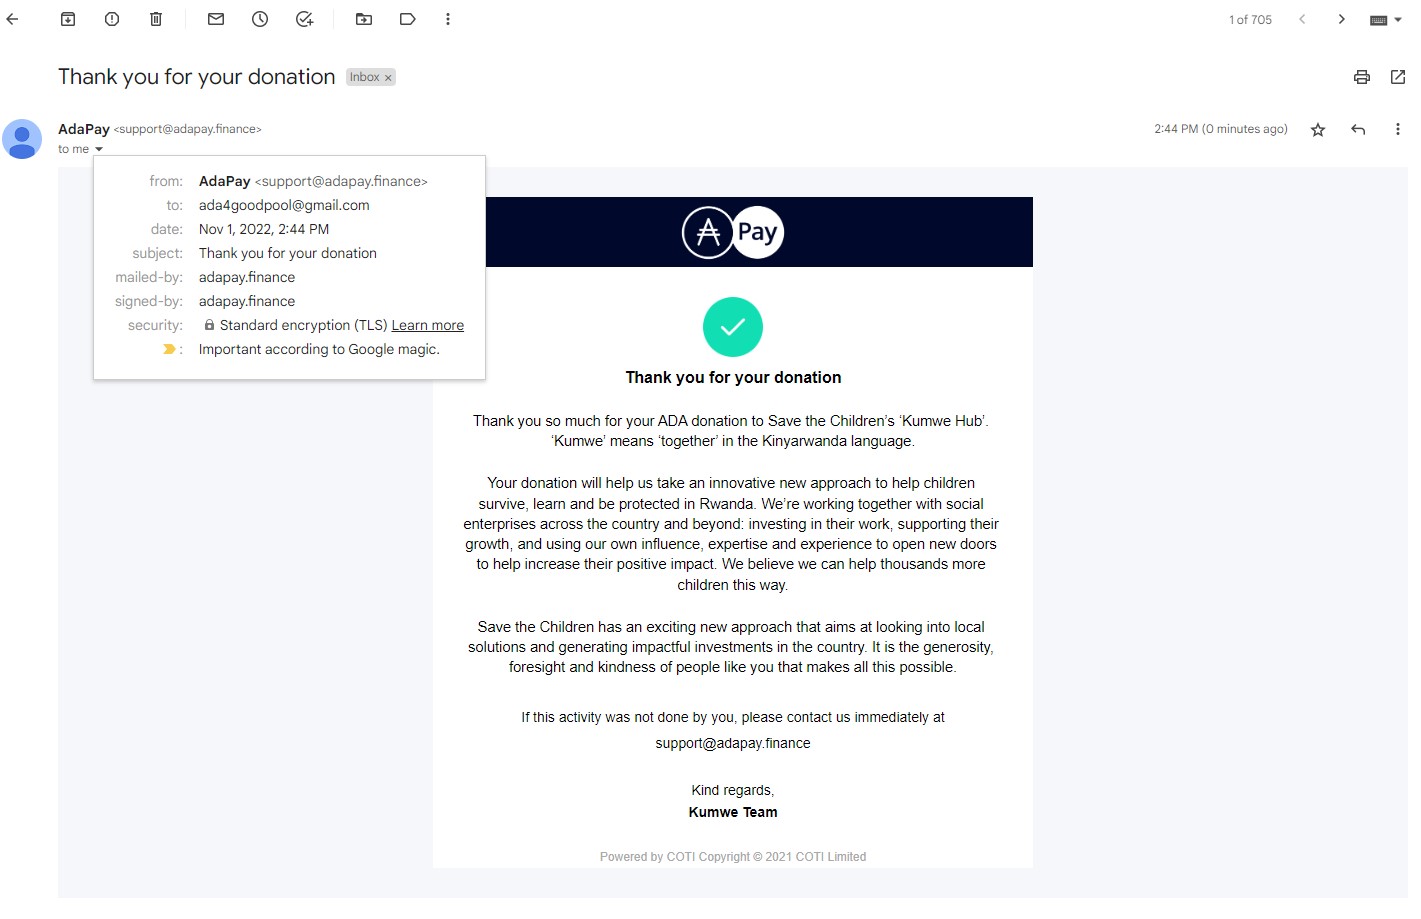 1 of 705
Thank you for your donation Inbox ×
AdaPay <support@adapay.finance> 2:44 PM (0 minutes ago)
to me
from: AdaPay <support@adapay.finance>
to: ada4goodpool@gmail.com
date: Nov 1, 2022, 2:44 PM
subject: Thank you for your donation
mailed-by: adapay.finance
signed-by: adapay.finance
security: Standard encryption (TLS) Learn more
: Important according to Google magic.
Pay
Thank you for your donation
Thank you so much for your ADA donation to Save the Children’s ‘Kumwe Hub’.
‘Kumwe’ means ‘together’ in the Kinyarwanda language.
Your donation will help us take an innovative new approach to help children
survive, learn and be protected in Rwanda. We’re working together with social
enterprises across the country and beyond: investing in their work, supporting their
growth, and using our own influence, expertise and experience to open new doors
to help increase their positive impact. We believe we can help thousands more
children this way.
Save the Children has an exciting new approach that aims at looking into local
solutions and generating impactful investments in the country. It is the generosity,
foresight and kindness of people like you that makes all this possible.
If this activity was not done by you, please contact us immediately at
support@adapay.finance
Kind regards,
Kumwe Team
Powered by COTI Copyright © 2021 COTI Limited